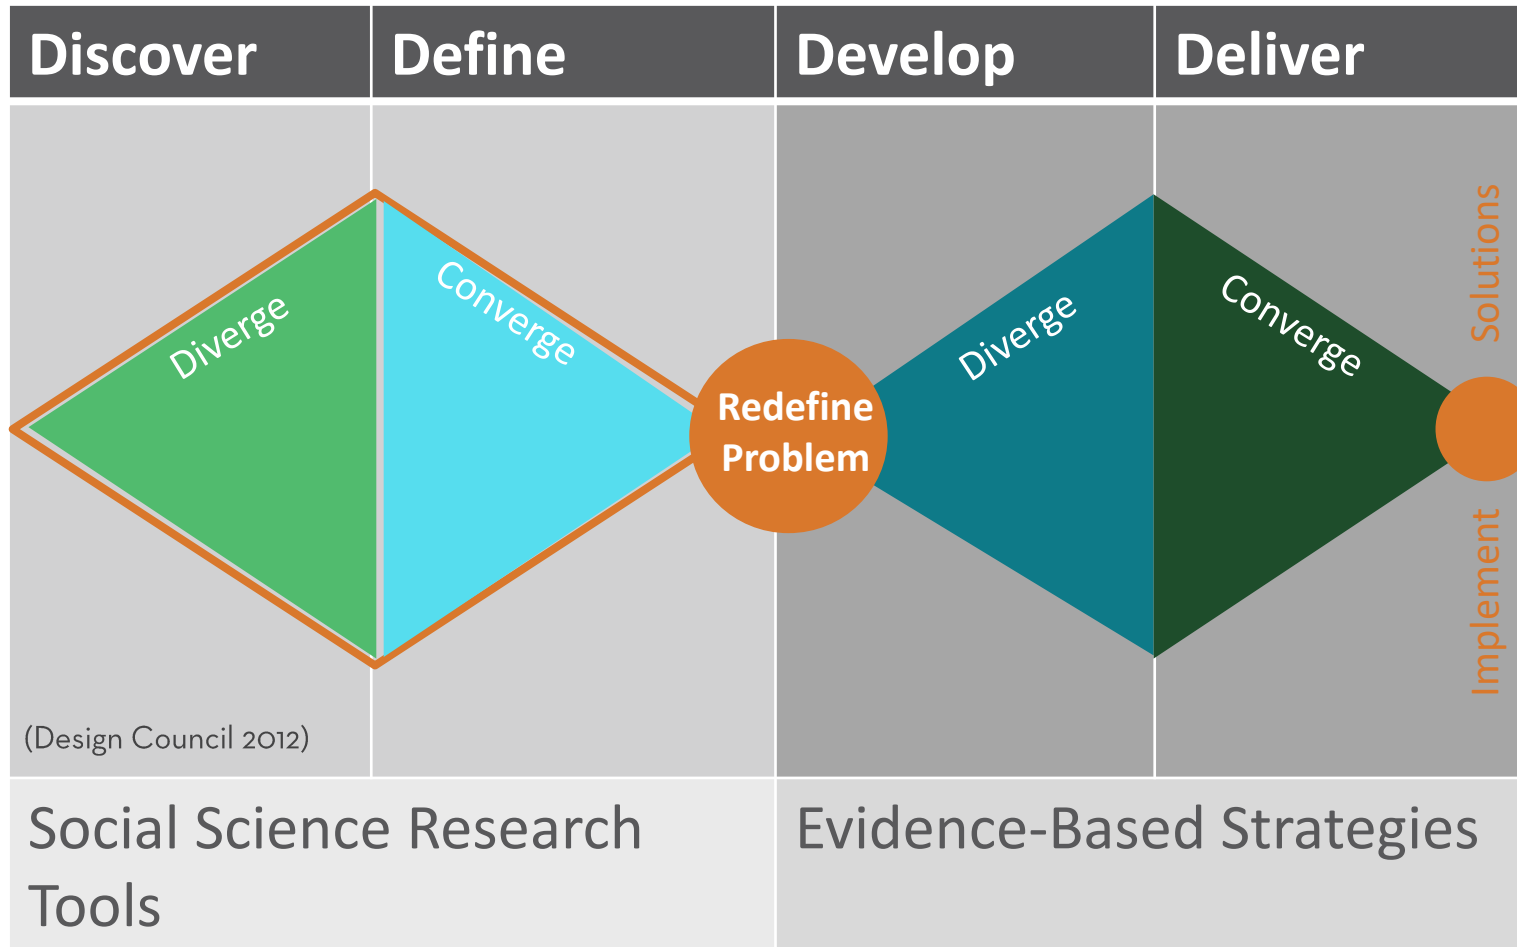 Discover
Define
Develop
Deliver
Diverge
Converge
Redefine
Problem
Diverge
Converge
Solutions
Implement
(Design Council 2012)
Social Science Research
Tools
Evidence-Based Strategies